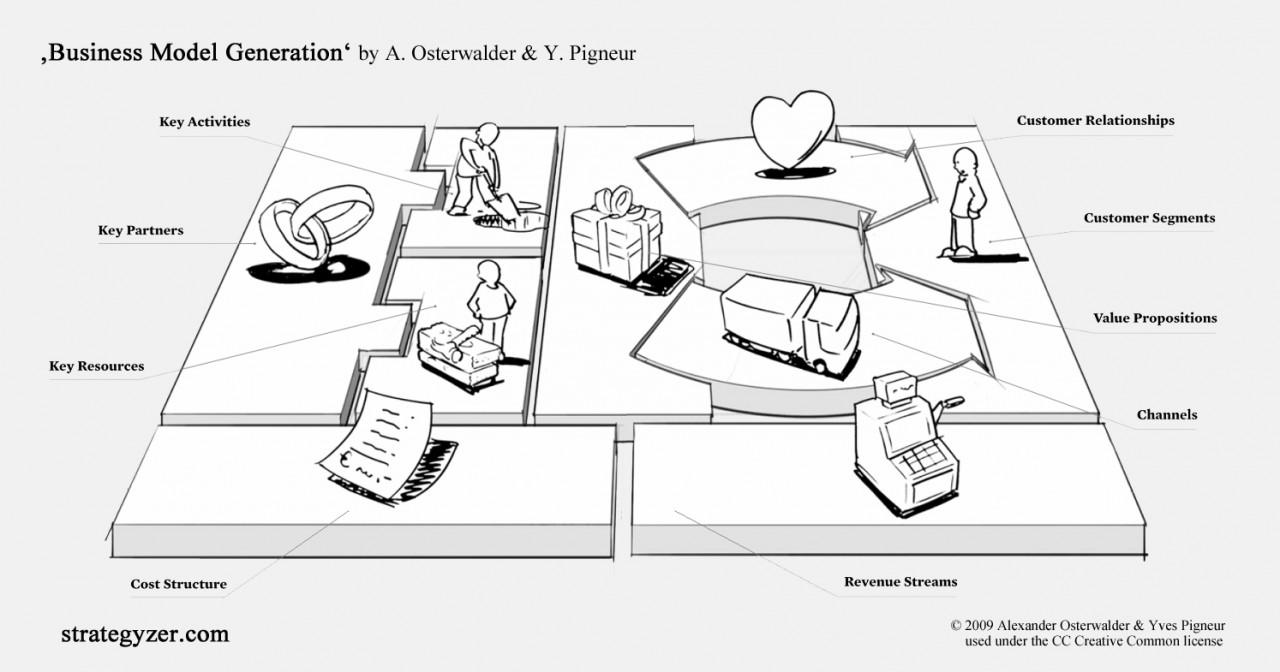 ‚Business Model Generation‘ by A. Osterwalder & Y. Pigneur
Key Activities
Customer Relationships
Key Partners
Customer Segments
Value Propositions
Key Resources
Channels
€
Cost Structure
Revenue Streams
strategyzer.com
© 2009 Alexander Osterwalder & Yves Pigneur
used under the CC Creative Common license